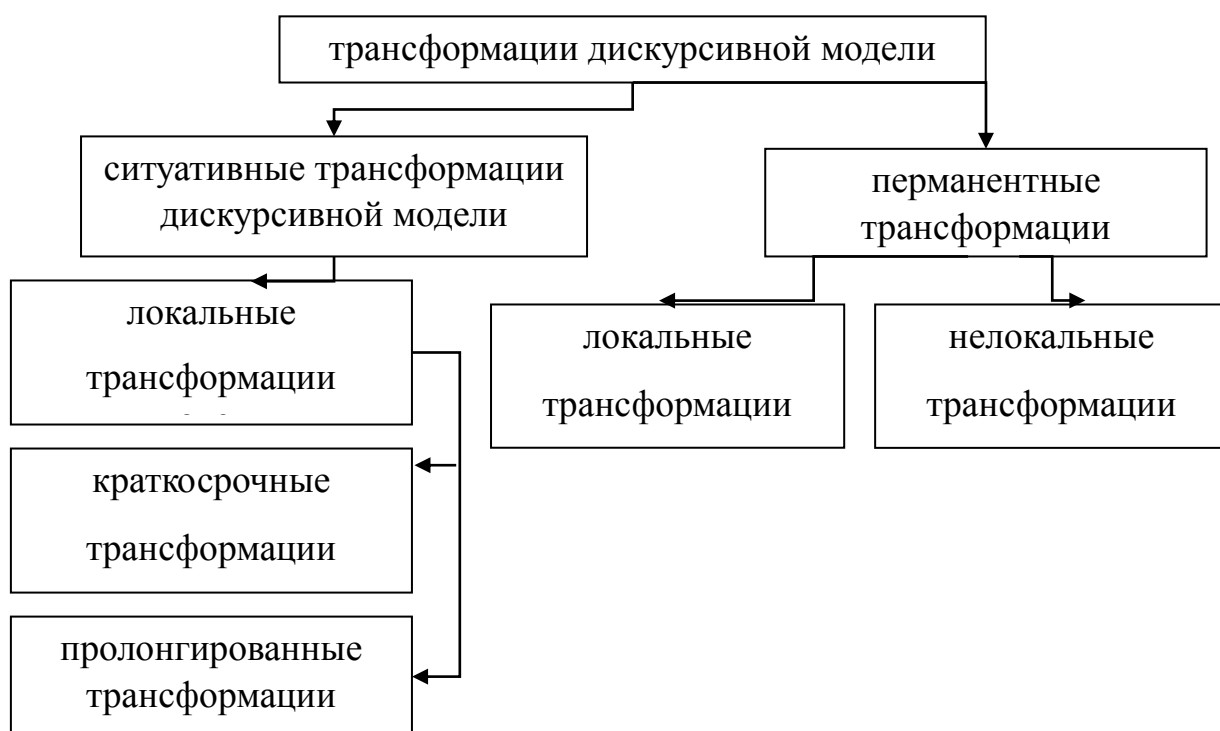 трансформации дискурсивной модели
ситуативные трансформации
дискурсивной модели
перманентные
трансформации
локальные
трансформации
локальные
трансформации
нелокальные
трансформации
краткосрочные
трансформации
пролонгированные
трансформации